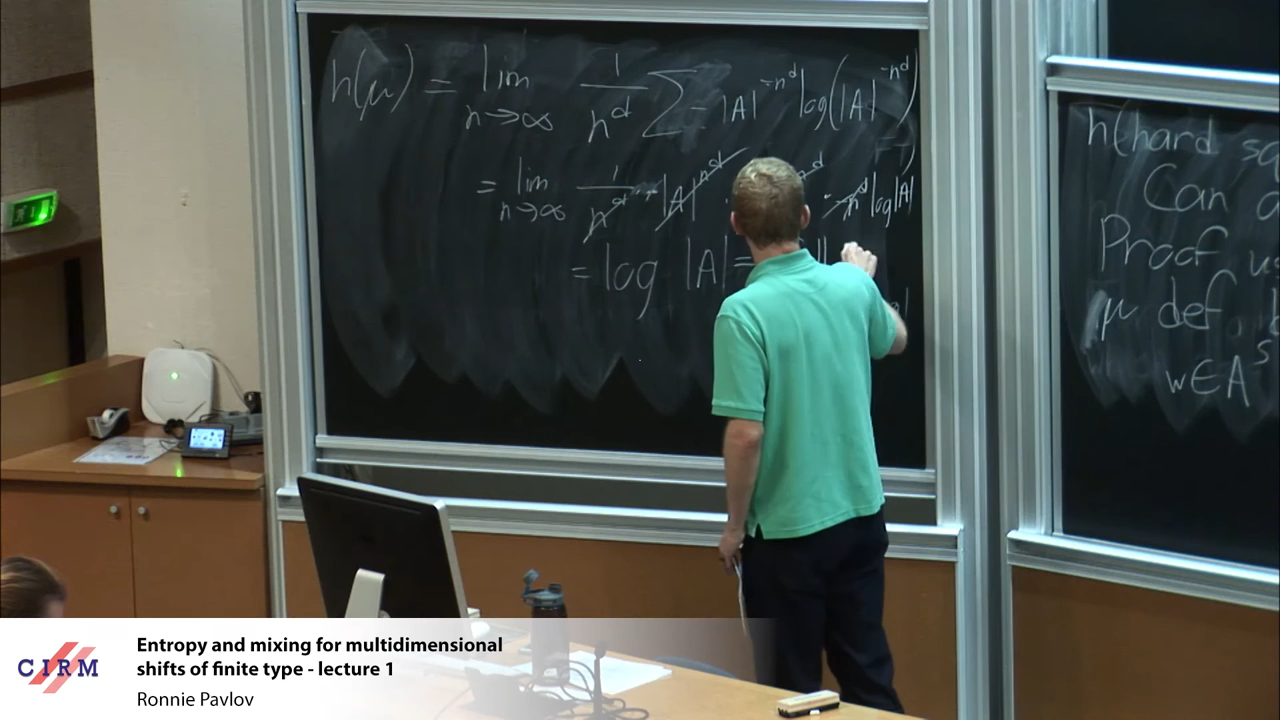 h(μ) = lim n→∞ 1/n^d Σ - |A|^{-n^d} log(|A|^{-n^d})
= lim n→∞ 1/n^d |A|^{n^d} -n^d log|A|
= log |A| =
h(hard sq
Can a
Proof us
μ def. b
w∈A^S
CIRM
Entropy and mixing for multidimensional
shifts of finite type - lecture 1
Ronnie Pavlov